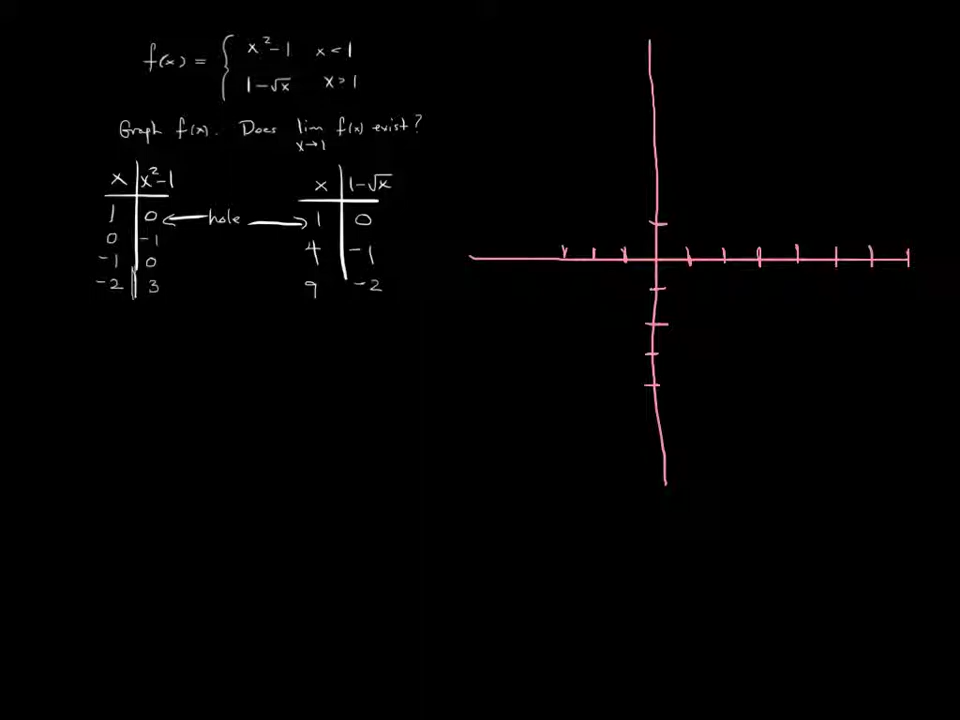 f(x) = { x²-1 x < 1
1-√x x > 1
Graph f(x). Does lim x→1 f(x) exist?
x | x²-1 x | 1-√x
1 | 0 ← hole → 1 | 0
0 | -1 4 | -1
-1 | 0
-2 | 3 9 | -2